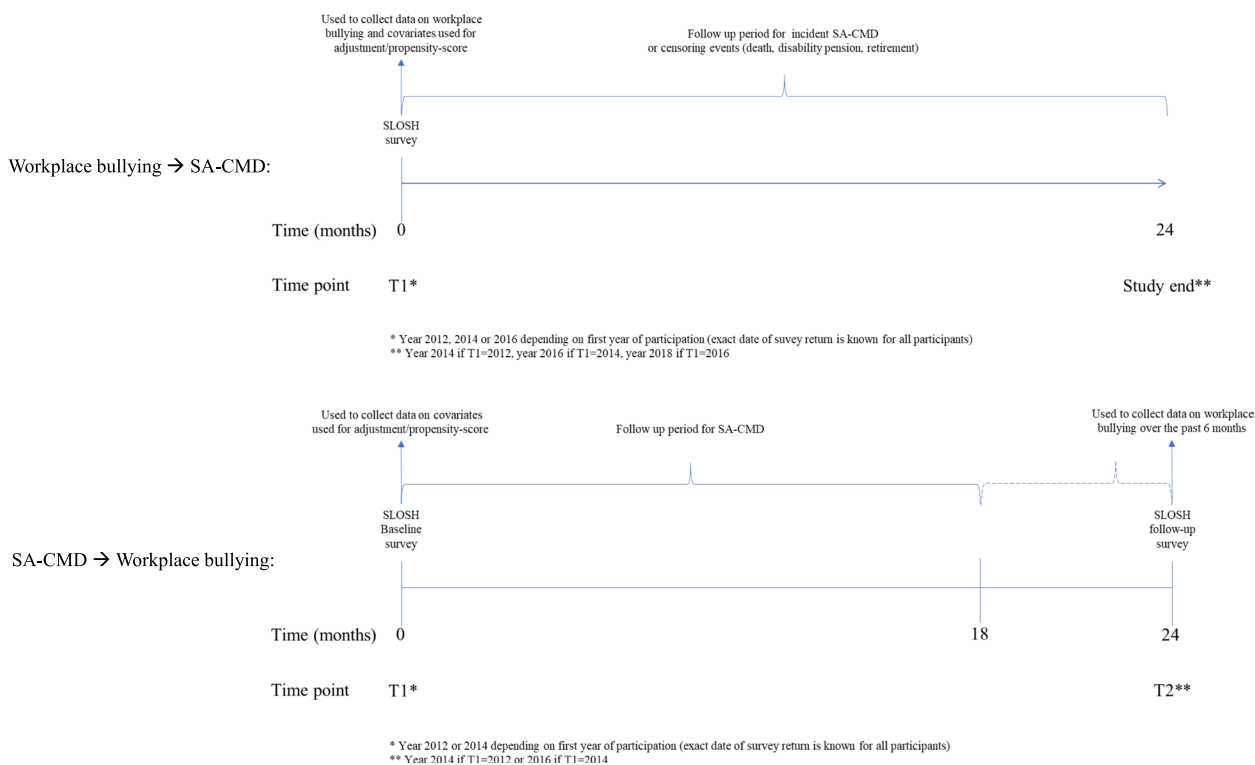 Used to collect data on workplace
bullying and covariates used for
adjustment/propensity-score
Follow up period for incident SA-CMD
or censoring events (death, disability pension, retirement)
SLOSH
survey
Workplace bullying → SA-CMD:
Time (months) 0 24
Time point T1* Study end**
* Year 2012, 2014 or 2016 depending on first year of participation (exact date of suvey return is known for all participants)
** Year 2014 if T1=2012, year 2016 if T1=2014, year 2018 if T1=2016
Used to collect data on covariates
used for adjustment/propensity-score
Follow up period for SA-CMD
Used to collect data on workplace
bullying over the past 6 months
SLOSH
Baseline
survey
SLOSH
follow-up
survey
SA-CMD → Workplace bullying:
Time (months) 0 18 24
Time point T1* T2**
* Year 2012 or 2014 depending on first year of participation (exact date of survey return is known for all participants)
** Year 2014 if T1=2012 or 2016 if T1=2014